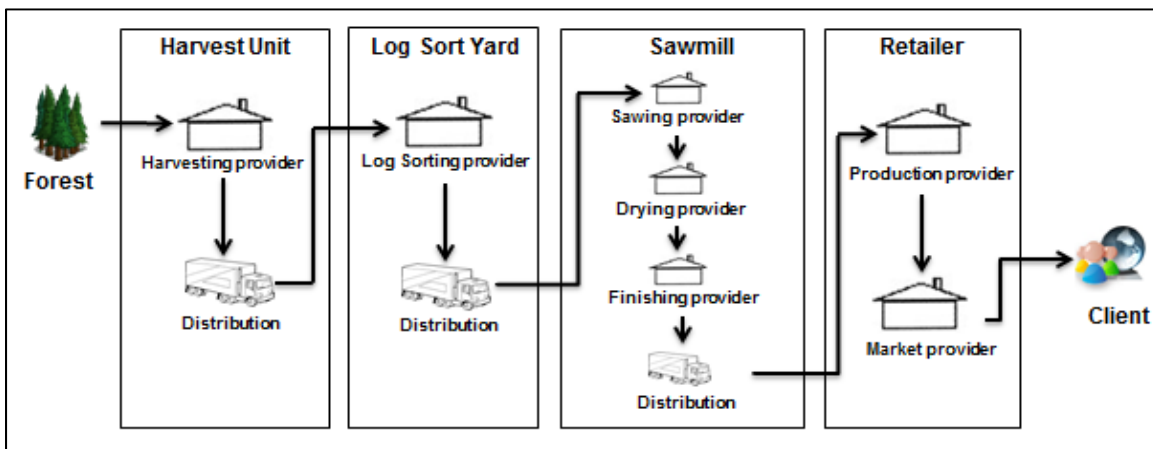 Harvest Unit
Log Sort Yard
Sawmill
Retailer
Forest
Harvesting provider
Distribution
Log Sorting provider
Distribution
Sawing provider
Drying provider
Finishing provider
Distribution
Production provider
Market provider
Client